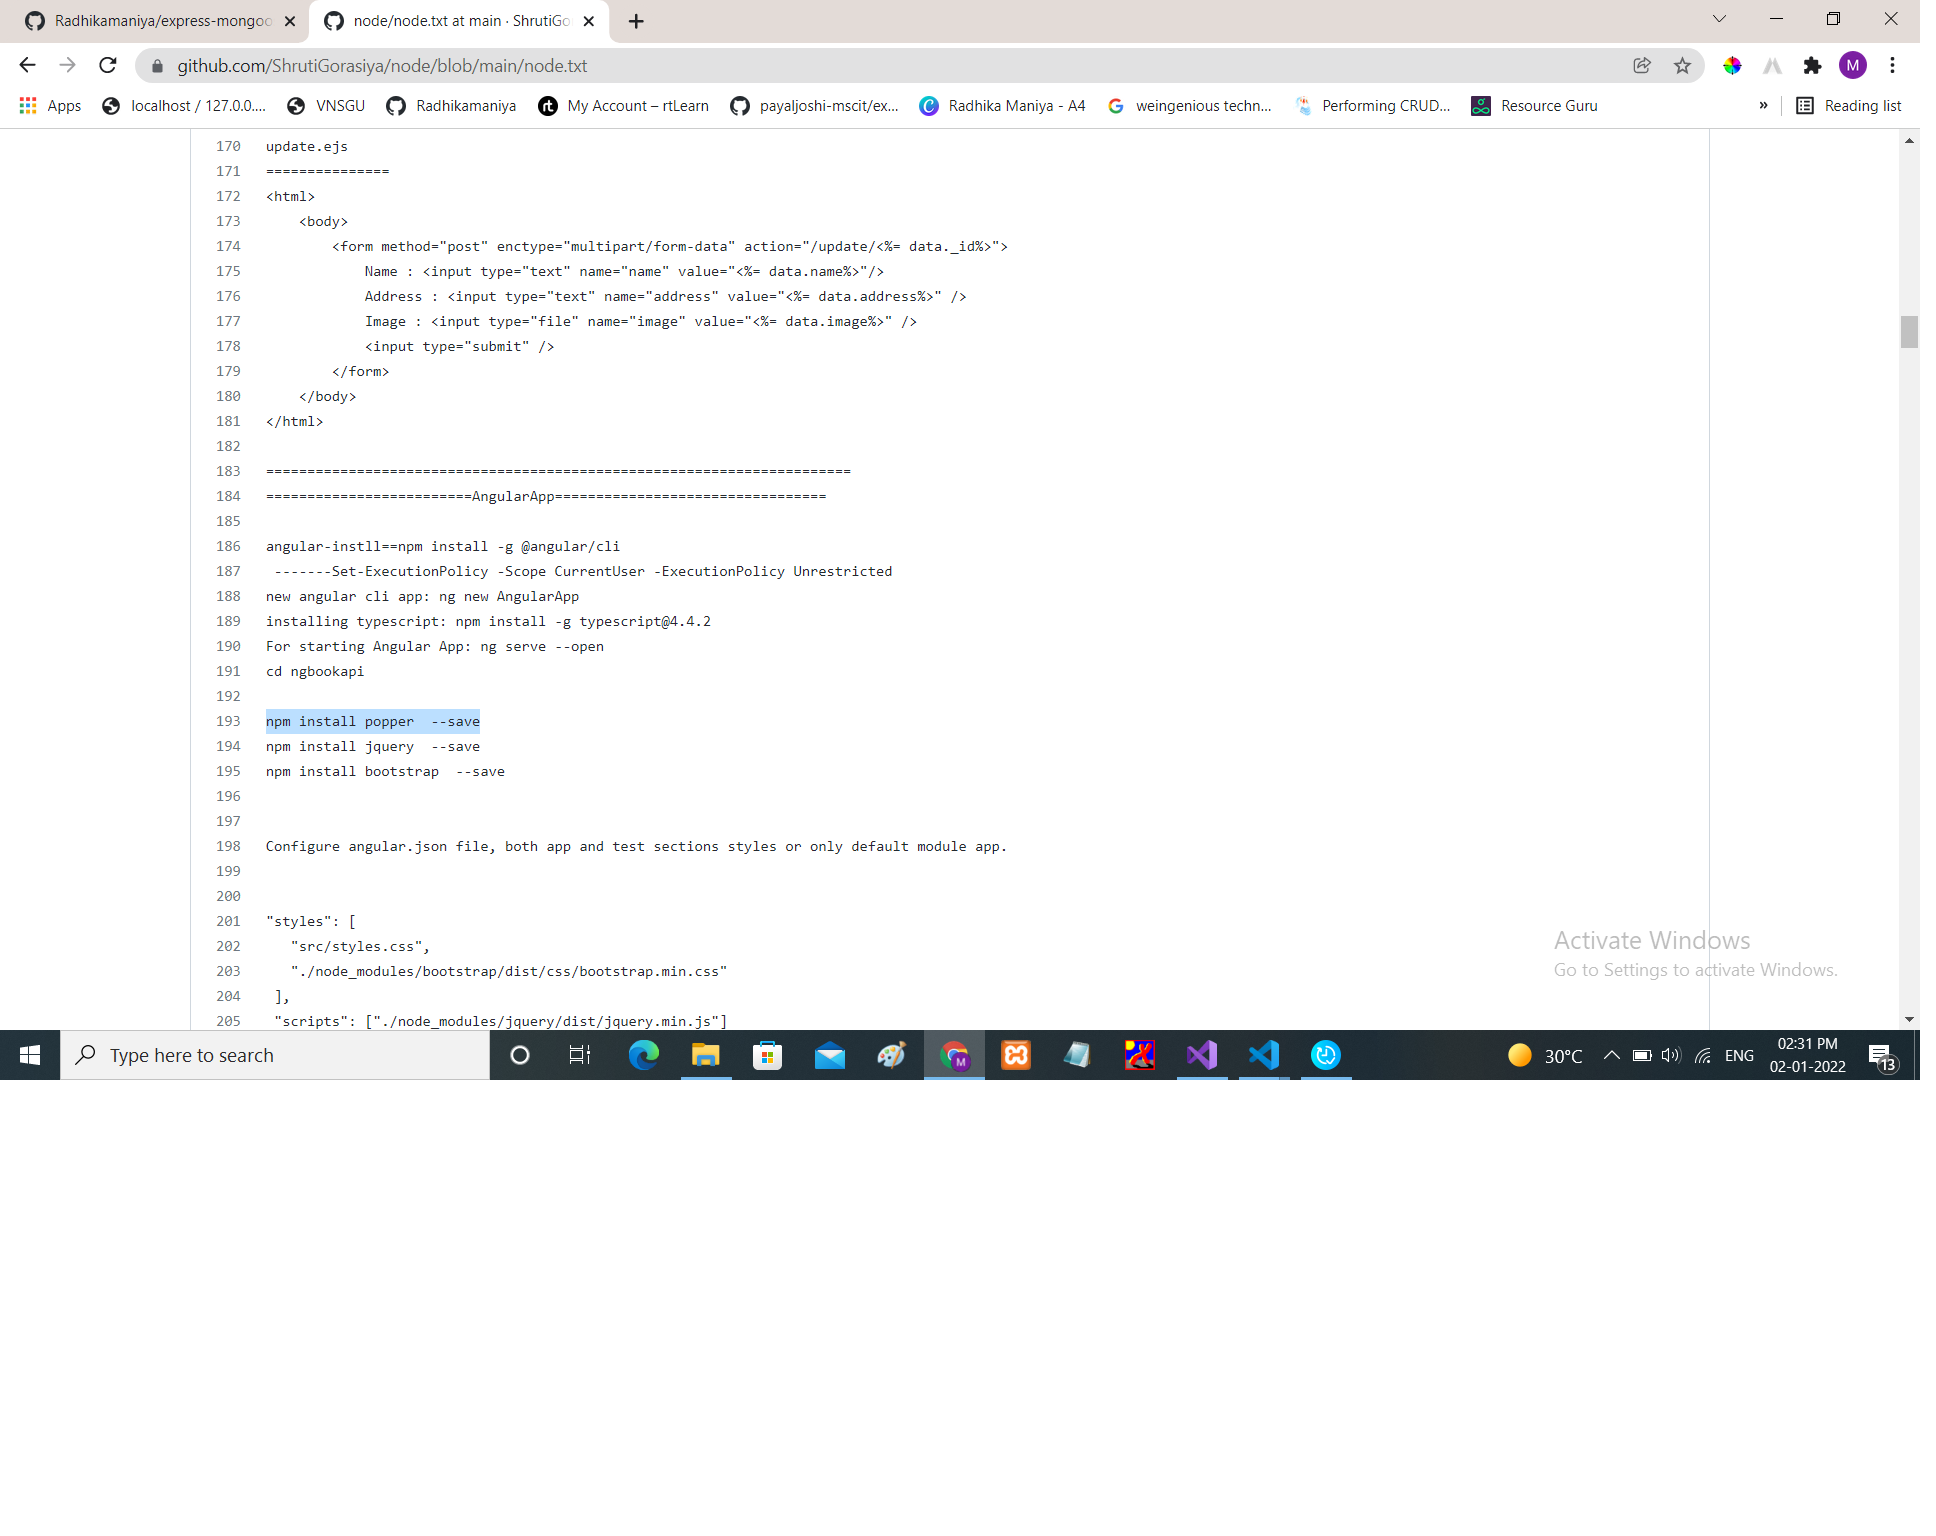 Radhikamaniya/express-mongoo
node/node.txt at main · ShrutiGo
github.com/ShrutiGorasiya/node/blob/main/node.txt
M
Apps
localhost / 127.0.0....
VNSGU
Radhikamaniya
My Account – rtLearn
payaljoshi-mscit/ex...
Radhika Maniya - A4
weingenious techn...
Performing CRUD...
Resource Guru
»
Reading list
170 update.ejs
171 ===============
172 <html>
173     <body>
174         <form method="post" enctype="multipart/form-data" action="/update/<%= data._id%>">
175             Name : <input type="text" name="name" value="<%= data.name%>"/>
176             Address : <input type="text" name="address" value="<%= data.address%>" />
177             Image : <input type="file" name="image" value="<%= data.image%>" />
178             <input type="submit" />
179         </form>
180     </body>
181 </html>
182
183 =======================================================================
184 =========================AngularApp=================================
185
186 angular-instll==npm install -g @angular/cli
187  -------Set-ExecutionPolicy -Scope CurrentUser -ExecutionPolicy Unrestricted
188 new angular cli app: ng new AngularApp
189 installing typescript: npm install -g typescript@4.4.2
190 For starting Angular App: ng serve --open
191 cd ngbookapi
192
193 npm install popper  --save
194 npm install jquery  --save
195 npm install bootstrap  --save
196
197
198 Configure angular.json file, both app and test sections styles or only default module app.
199
200
201 "styles": [
202    "src/styles.css",
203    "./node_modules/bootstrap/dist/css/bootstrap.min.css"
204  ],
205  "scripts": ["./node_modules/jquery/dist/jquery.min.js"]
Activate Windows
Go to Settings to activate Windows.
Type here to search
M
30°C
ENG
02:31 PM
02-01-2022
13